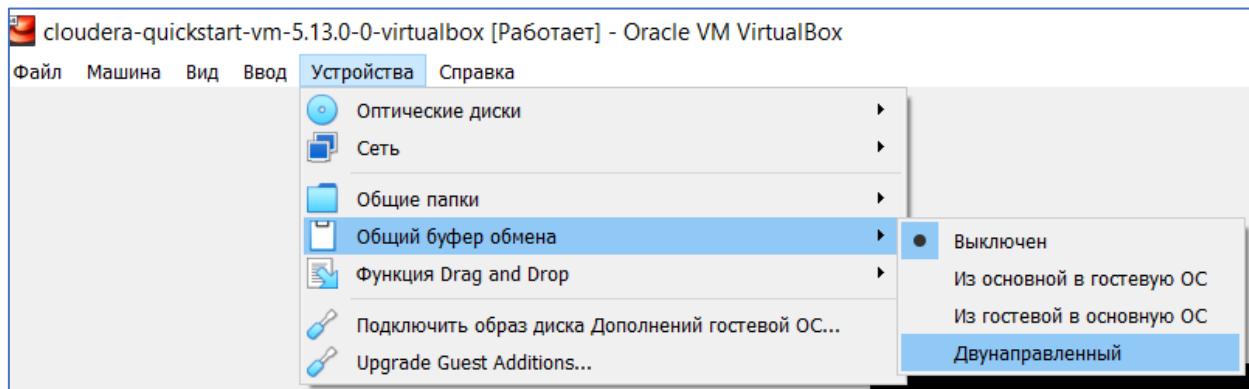 cloudera-quickstart-vm-5.13.0-0-virtualbox [Работает] - Oracle VM VirtualBox
Файл Машина Вид Ввод Устройства Справка
Оптические диски
Сеть
Общие папки
Общий буфер обмена
Функция Drag and Drop
Подключить образ диска Дополнений гостевой ОС...
Upgrade Guest Additions...
Выключен
Из основной в гостевую ОС
Из гостевой в основную ОС
Двунаправленный